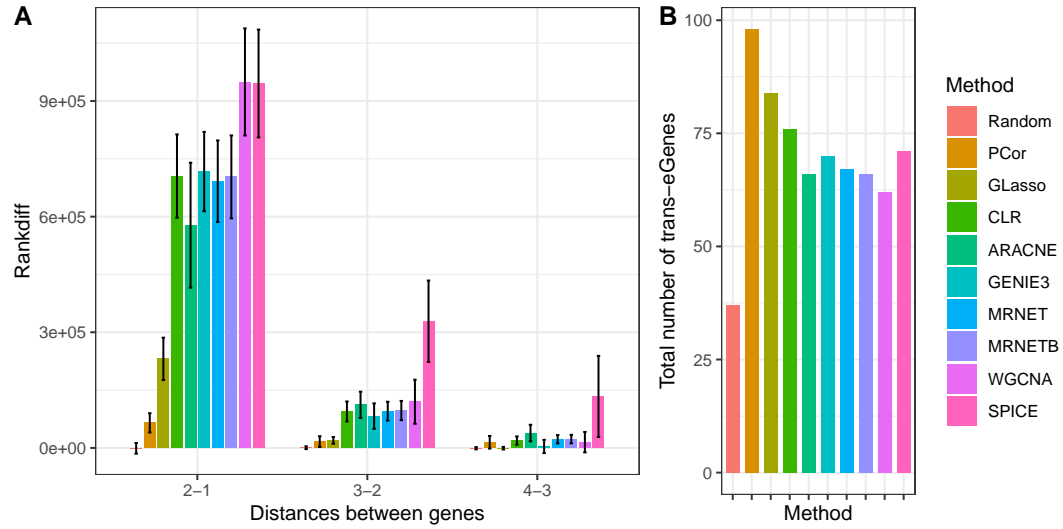 A
Rankdiff
9e+05
6e+05
3e+05
0e+00
2−1
3−2
4−3
Distances between genes
B
Total number of trans−eGenes
100
75
50
25
0
Method
Method
Random
PCor
GLasso
CLR
ARACNE
GENIE3
MRNET
MRNETB
WGCNA
SPICE